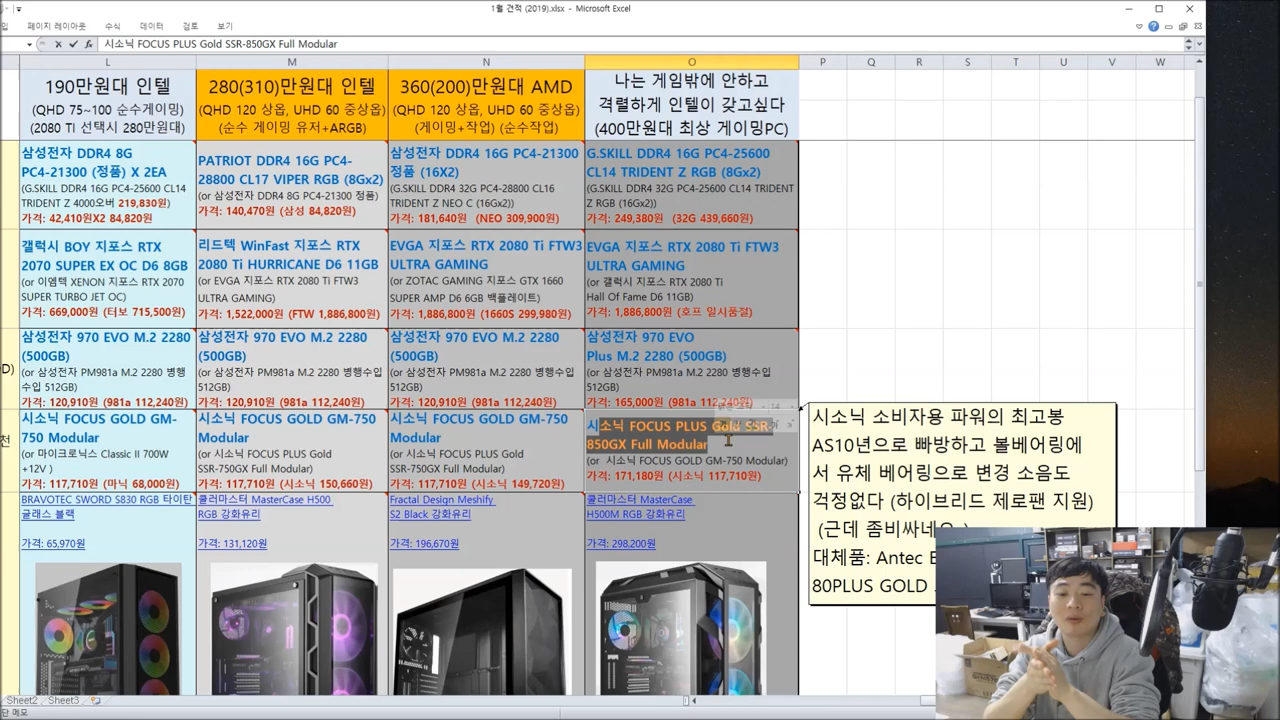 1월 견적 (2019).xlsx - Microsoft Excel
입 페이지 레이아웃 수식 데이터 검토 보기
시소닉 FOCUS PLUS Gold SSR-850GX Full Modular
L M N O P Q R S T U V W
190만원대 인텔
(QHD 75~100 순수게이밍)
(2080 TI 선택시 280만원대)
280(310)만원대 인텔
(QHD 120 상옵, UHD 60 중상옵)
(순수 게이밍 유저+ARGB)
360(200)만원대 AMD
(QHD 120 상옵, UHD 60 중상옵)
(게이밍+작업) (순수작업)
나는 게임밖에 안하고
격렬하게 인텔이 갖고싶다
(400만원대 최상 게이밍PC)
삼성전자 DDR4 8G
PC4-21300 (정품) X 2EA
(G.SKILL DDR4 16G PC4-25600 CL14
TRIDENT Z 4000오버 219,830원)
가격: 42,410원X2 84,820원
PATRIOT DDR4 16G PC4-
28800 CL17 VIPER RGB (8Gx2)
(or 삼성전자 DDR4 8G PC4-21300 정품)
가격: 140,470원 (삼성 84,820원)
삼성전자 DDR4 16G PC4-21300
정품 (16X2)
(G.SKILL DDR4 32G PC4-28800 CL16
TRIDENT Z NEO C (16Gx2))
가격: 181,640원 (NEO 309,900원)
G.SKILL DDR4 16G PC4-25600
CL14 TRIDENT Z RGB (8Gx2)
(G.SKILL DDR4 32G PC4-25600 CL14 TRIDENT
Z RGB (16Gx2))
가격: 249,380원 (32G 439,660원)
갤럭시 BOY 지포스 RTX
2070 SUPER EX OC D6 8GB
(or 이엠텍 XENON 지포스 RTX 2070
SUPER TURBO JET OC)
가격: 669,000원 (터보 715,500원)
리드텍 WinFast 지포스 RTX
2080 Ti HURRICANE D6 11GB
(or EVGA 지포스 RTX 2080 Ti FTW3
ULTRA GAMING)
가격: 1,522,000원 (FTW 1,886,800원)
EVGA 지포스 RTX 2080 Ti FTW3
ULTRA GAMING
(or ZOTAC GAMING 지포스 GTX 1660
SUPER AMP D6 6GB 백플레이트)
가격: 1,886,800원 (1660S 299,980원)
EVGA 지포스 RTX 2080 Ti FTW3
ULTRA GAMING
(or 갤럭시 지포스 RTX 2080 Ti
Hall Of Fame D6 11GB)
가격: 1,886,800원 (호프 일시품절)
D)
삼성전자 970 EVO M.2 2280
(500GB)
(or 삼성전자 PM981a M.2 2280 병행
수입 512GB)
가격: 120,910원 (981a 112,240원)
삼성전자 970 EVO M.2 2280
(500GB)
(or 삼성전자 PM981a M.2 2280 병행수입
512GB)
가격: 120,910원 (981a 112,240원)
삼성전자 970 EVO M.2 2280
(500GB)
(or 삼성전자 PM981a M.2 2280 병행수입
512GB)
가격: 120,910원 (981a 112,240원)
삼성전자 970 EVO
Plus M.2 2280 (500GB)
(or 삼성전자 PM981a M.2 2280 병행수입
512GB)
가격: 165,000원 (981a 112,240원)
천
시소닉 FOCUS GOLD GM-
750 Modular
(or 마이크로닉스 Classic II 700W
+12V )
가격: 117,710원 (마닉 68,000원)
시소닉 FOCUS GOLD GM-750
Modular
(or 시소닉 FOCUS PLUS Gold
SSR-750GX Full Modular)
가격: 117,710원 (시소닉 150,660원)
시소닉 FOCUS GOLD GM-750
Modular
(or 시소닉 FOCUS PLUS Gold
SSR-750GX Full Modular)
가격: 117,710원 (시소닉 149,720원)
시소닉 FOCUS PLUS Gold SSR-
850GX Full Modular
(or 시소닉 FOCUS GOLD GM-750 Modular)
가격: 171,180원 (시소닉 117,710원)
시소닉 소비자용 파워의 최고봉
AS10년으로 빠방하고 볼베어링에
서 유체 베어링으로 변경 소음도
걱정없다 (하이브리드 제로팬 지원)
(근데 좀비싸네요
대체품: Antec
80PLUS GOLD
BRAVOTEC SWORD S830 RGB 타이탄
글래스 블랙
가격: 65,970원
쿨러마스터 MasterCase H500
RGB 강화유리
가격: 131,120원
Fractal Design Meshify
S2 Black 강화유리
가격: 196,670원
쿨러마스터 MasterCase
H500M RGB 강화유리
가격: 298,200원
Sheet2 Sheet3
단 메모